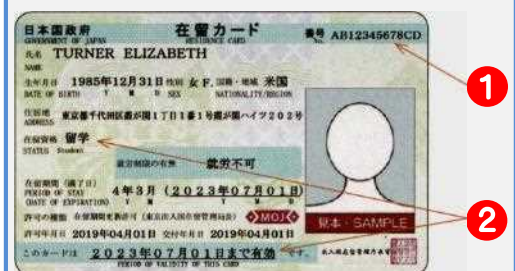 日本国政府 在留カード 番号 AB12345678CD
GOVERNMENT OF JAPAN RESIDENCE CARD No.
氏名 TURNER ELIZABETH
NAME
生年月日 1985年12月31日 性別 女 F. 国籍・地域 米国
DATE OF BIRTH Y M D SEX NATIONALITY/REGION
住居地 東京都千代田区霞が関1丁目1番1号霞が関ハイツ202号
ADDRESS
在留資格 留学
STATUS Student
就労制限の有無 就労不可
在留期間（満了日） 4年3月（2023年07月01日）
PERIOD OF STAY
(DATE OF EXPIRATION) Y M Y M D
許可の種類 在留期間更新許可（東京出入国在留管理局長） MOJ
見本・SAMPLE
許可年月日 2019年04月01日 交付年月日 2019年04月01日
このカードは 2023年07月01日まで有効 です。
PERIOD OF VALIDITY OF THIS CARD
出入国在留管理庁長官
1
2